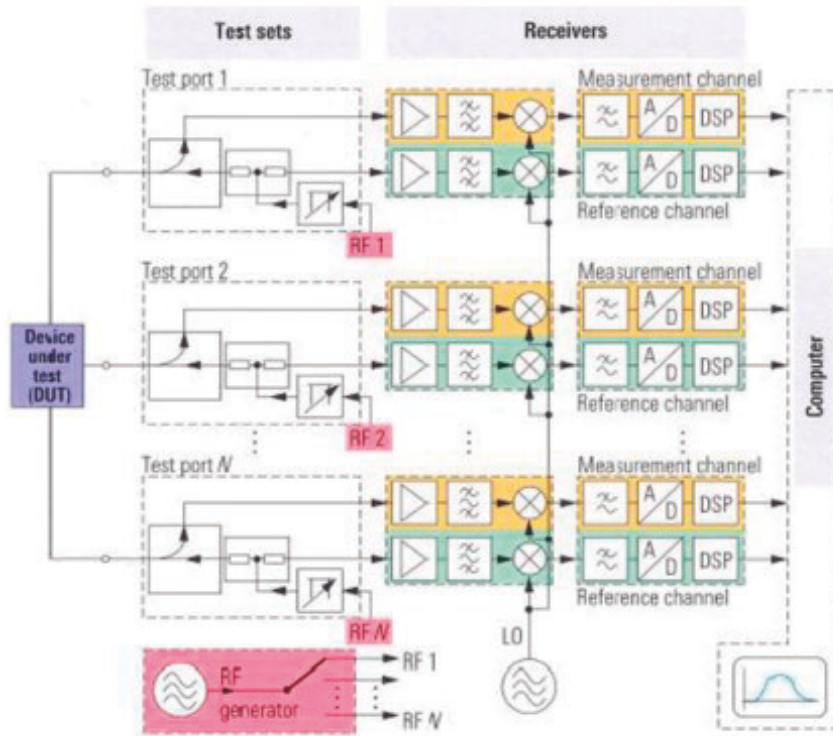 Test sets
Receivers
Test port 1
Measurement channel
A
D
DSP
A
D
DSP
RF 1
Reference channel
Test port 2
Measurement channel
A
D
DSP
Device
under
test
(DUT)
A
D
DSP
RF 2
Reference channel
Computer
Test port N
Measurement channel
A
D
DSP
A
D
DSP
RF N
Reference channel
LO
RF
generator
RF 1
RF N